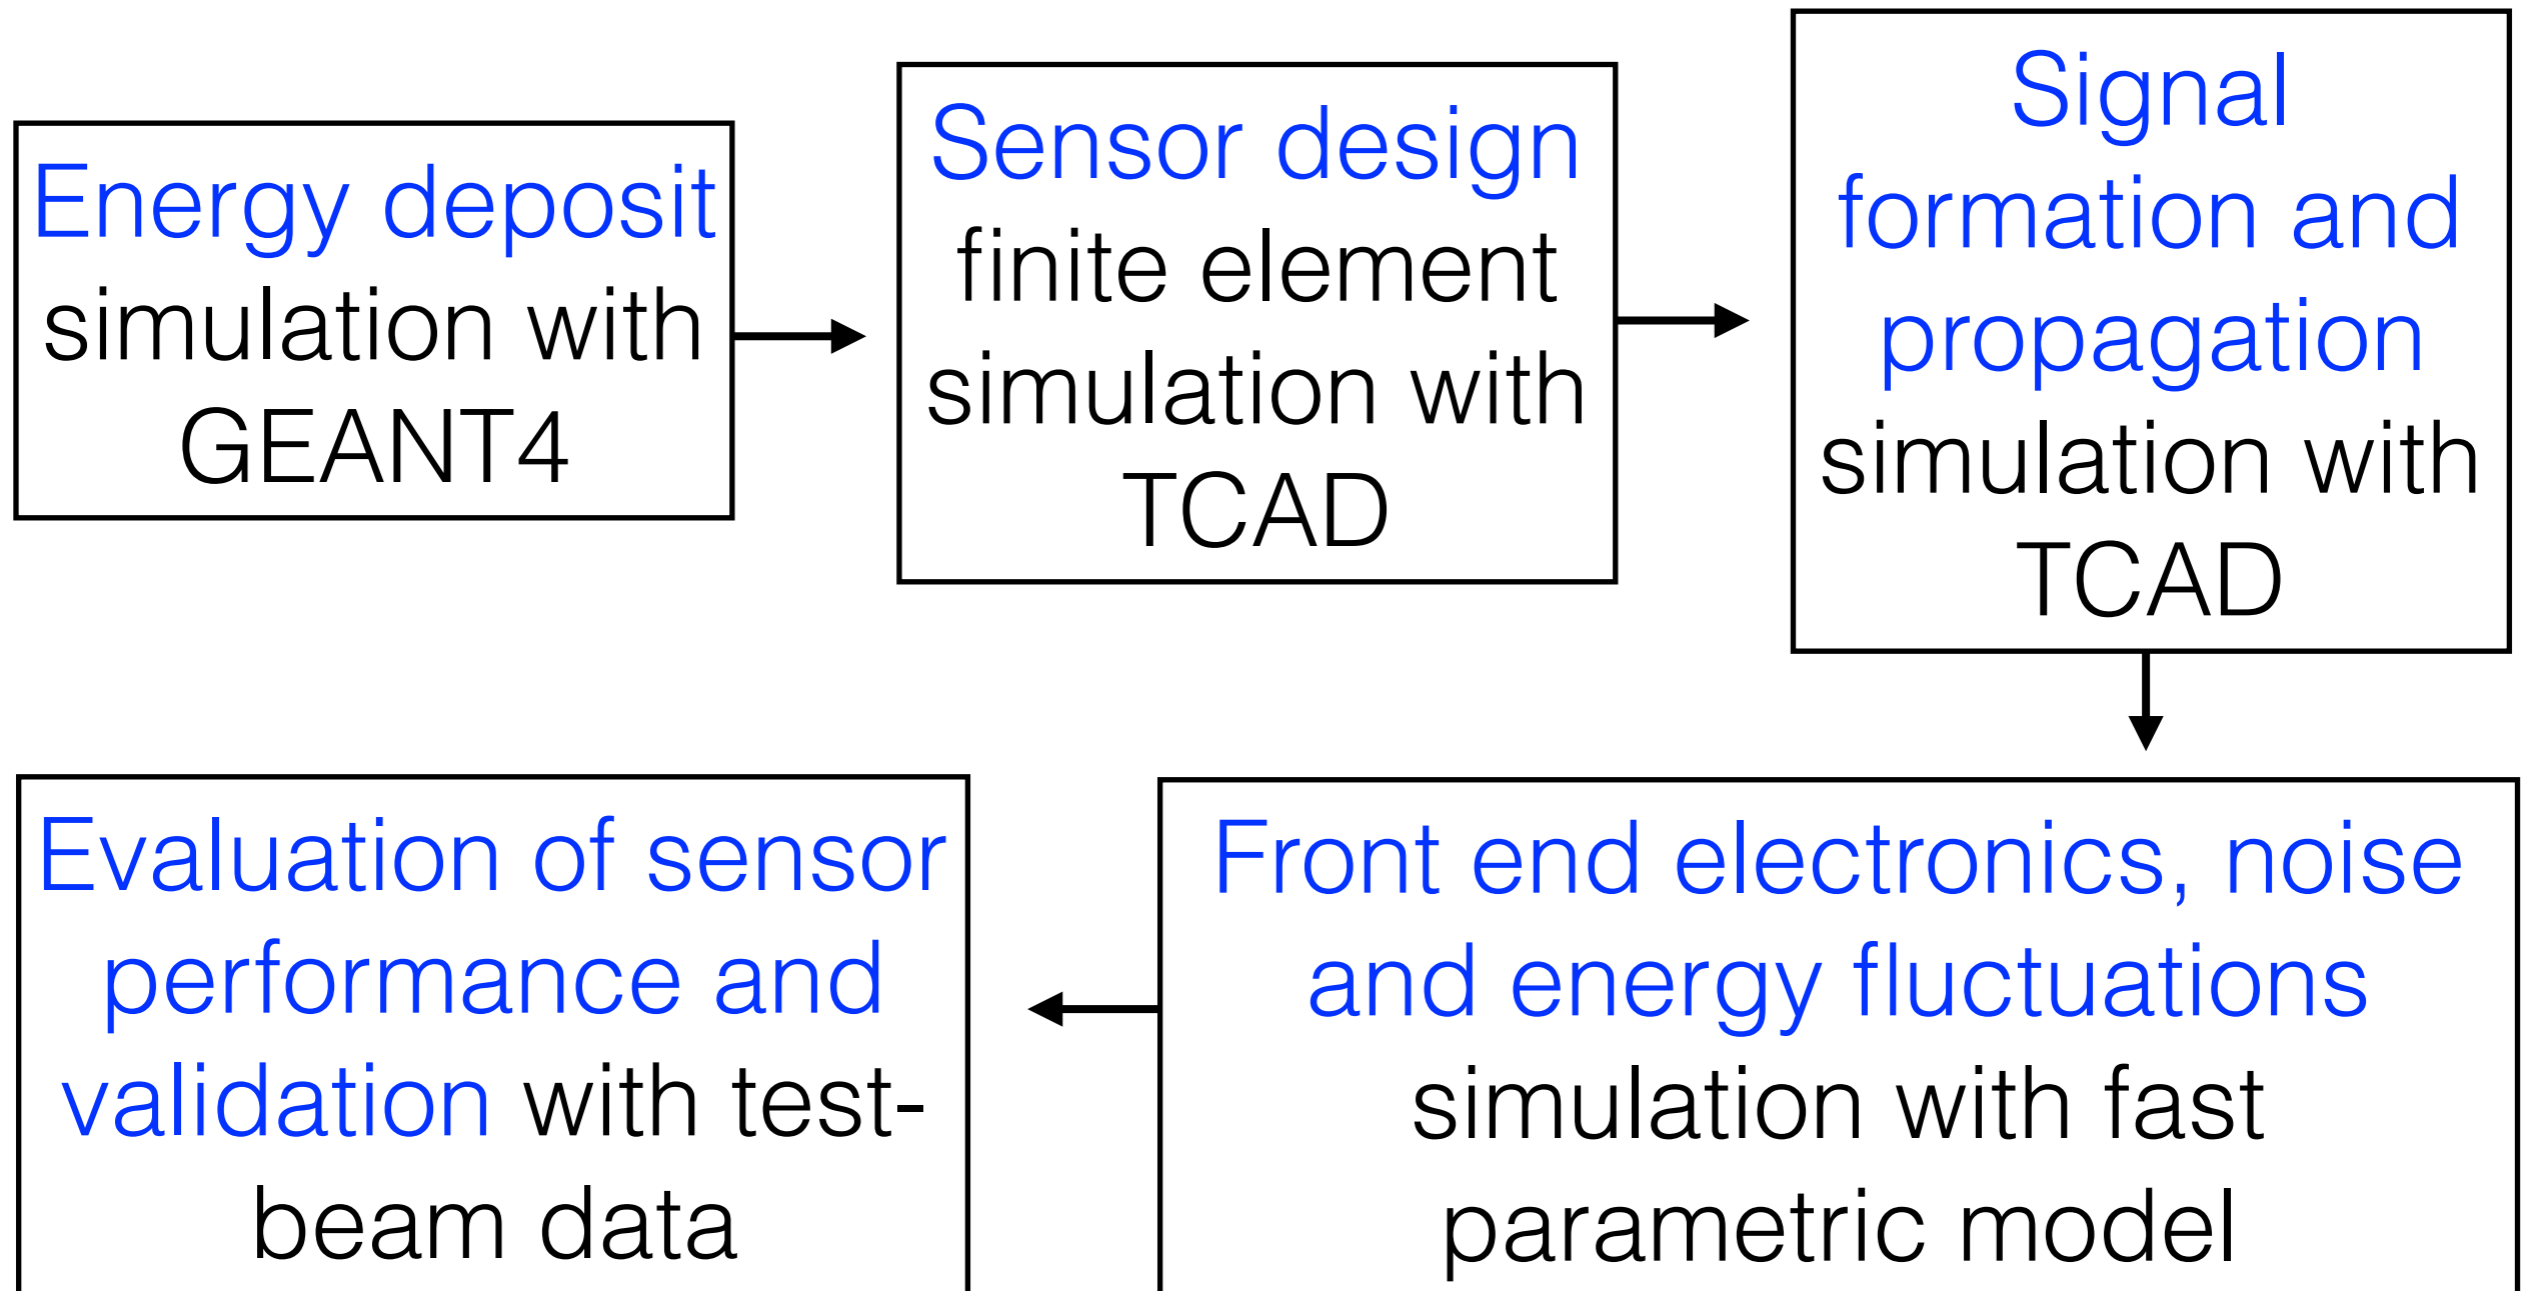 Energy deposit
simulation with
GEANT4
Sensor design
finite element
simulation with
TCAD
Signal
formation and
propagation
simulation with
TCAD
Front end electronics, noise
and energy fluctuations
simulation with fast
parametric model
Evaluation of sensor
performance and
validation with test-
beam data